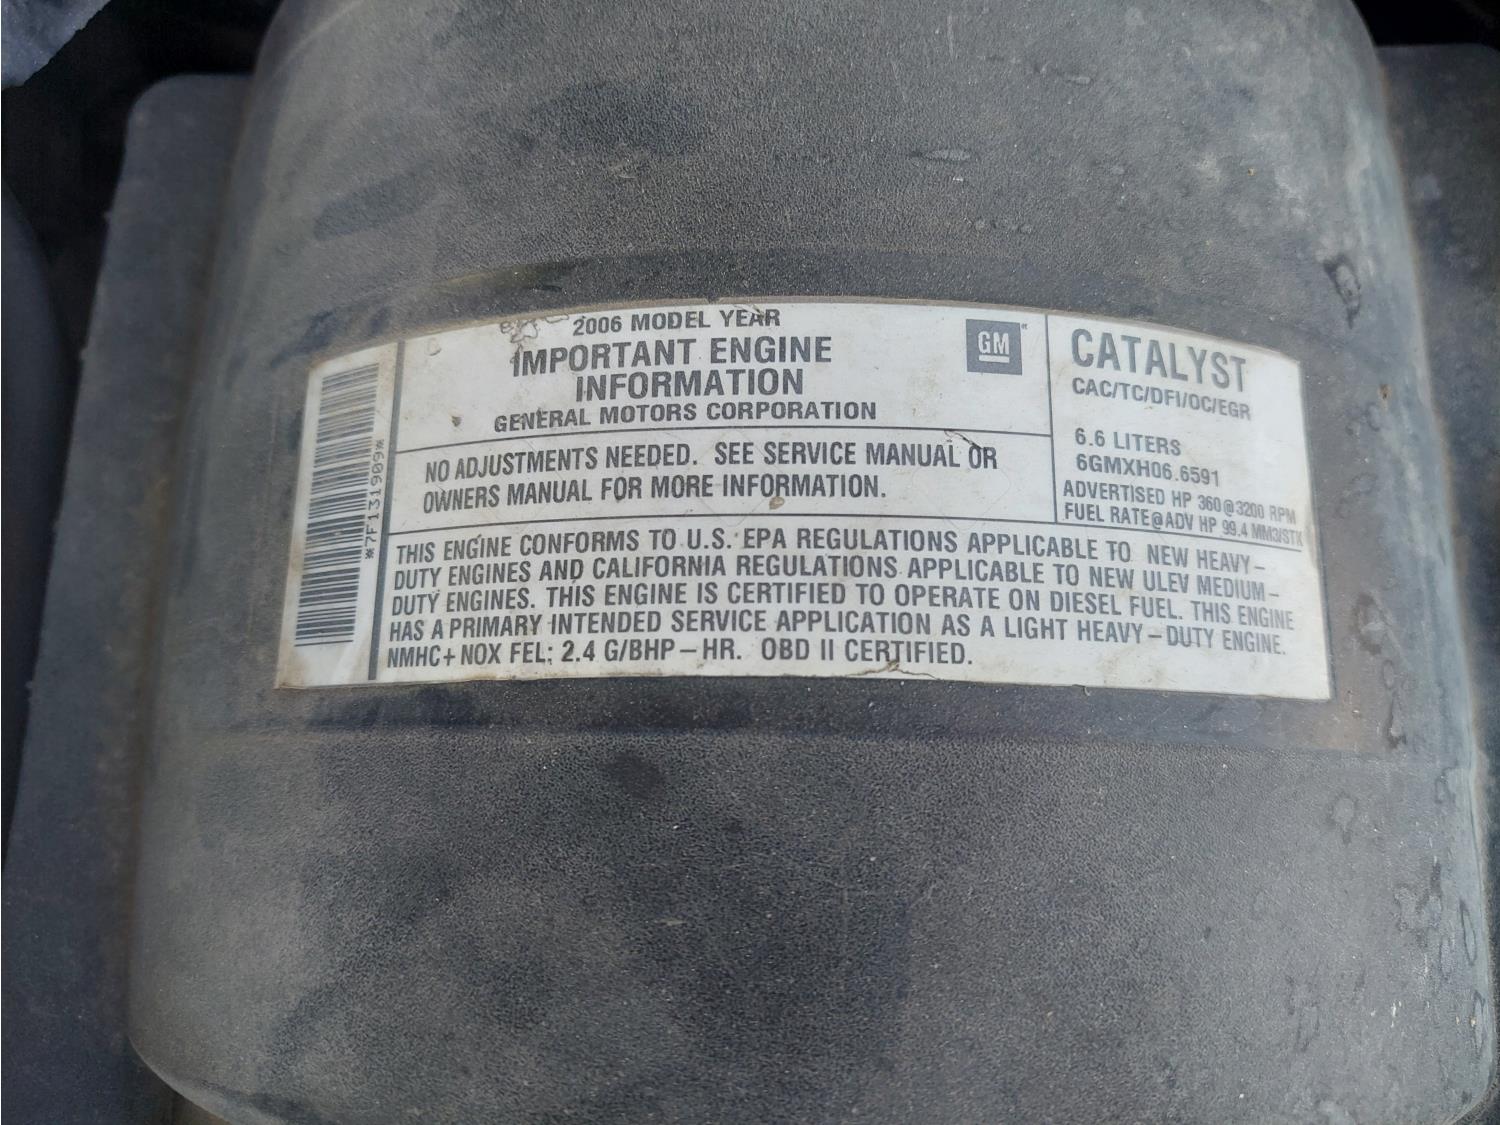 2006 MODEL YEAR
IMPORTANT ENGINE
INFORMATION
GENERAL MOTORS CORPORATION
GM
NO ADJUSTMENTS NEEDED. SEE SERVICE MANUAL OR
OWNERS MANUAL FOR MORE INFORMATION.
CATALYST
CAC/TC/DFI/OC/EGR
6.6 LITERS
6GMXH06.6591
ADVERTISED HP 360@3200 RPM
FUEL RATE@ADV HP 99.4 MM3/STK
THIS ENGINE CONFORMS TO U.S. EPA REGULATIONS APPLICABLE TO NEW HEAVY-
DUTY ENGINES AND CALIFORNIA REGULATIONS APPLICABLE TO NEW ULEV MEDIUM-
DUTY ENGINES. THIS ENGINE IS CERTIFIED TO OPERATE ON DIESEL FUEL. THIS ENGINE
HAS A PRIMARY INTENDED SERVICE APPLICATION AS A LIGHT HEAVY-DUTY ENGINE.
NMHC+NOX FEL: 2.4 G/BHP-HR. OBD II CERTIFIED.
*7F131909*